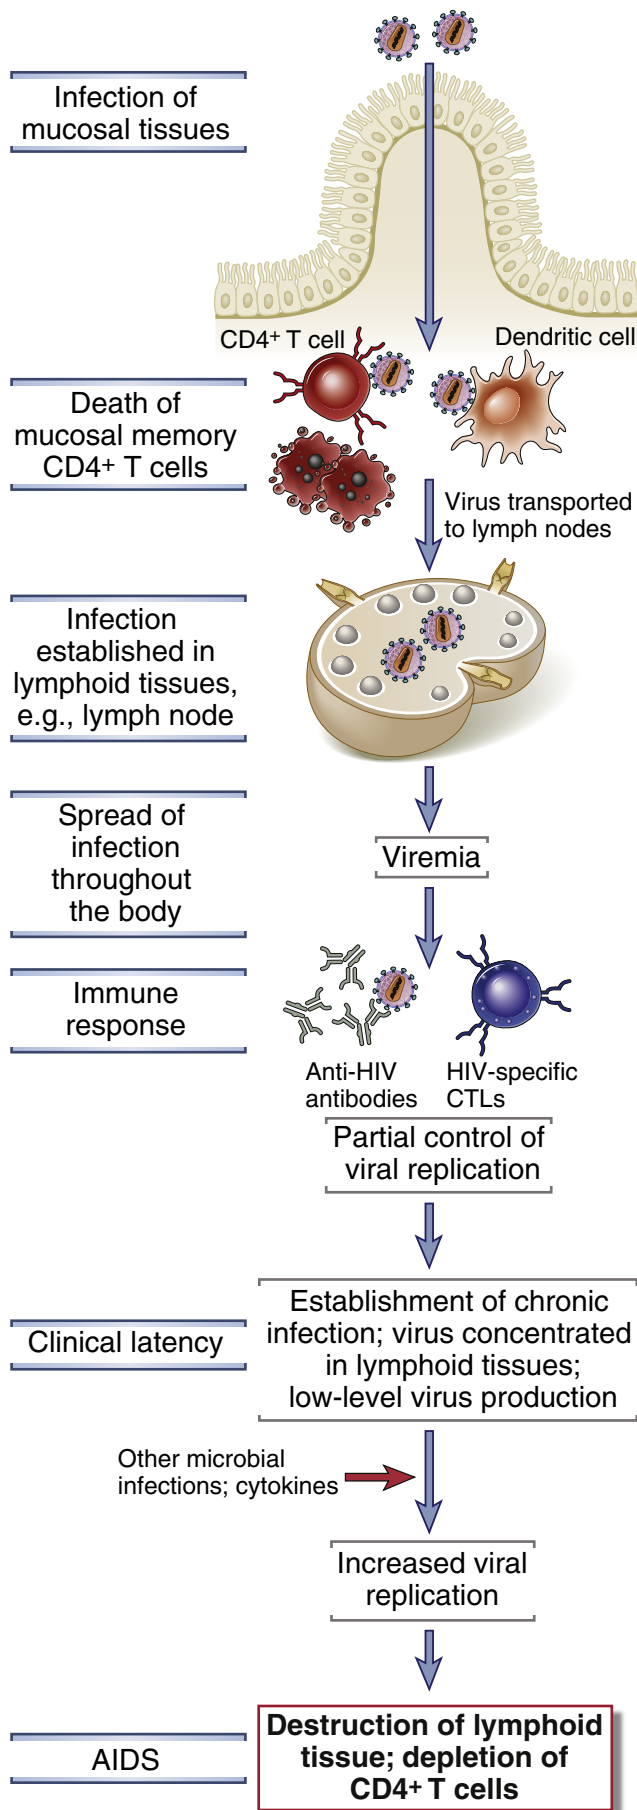 Infection of
mucosal tissues
CD4+ T cell
Dendritic cell
Death of
mucosal memory
CD4+ T cells
Virus transported
to lymph nodes
Infection
established in
lymphoid tissues,
e.g., lymph node
Spread of
infection
throughout
the body
Viremia
Immune
response
Anti-HIV
antibodies
HIV-specific
CTLs
Partial control of
viral replication
Clinical latency
Establishment of chronic
infection; virus concentrated
in lymphoid tissues;
low-level virus production
Other microbial
infections; cytokines
Increased viral
replication
AIDS
Destruction of lymphoid
tissue; depletion of
CD4+ T cells